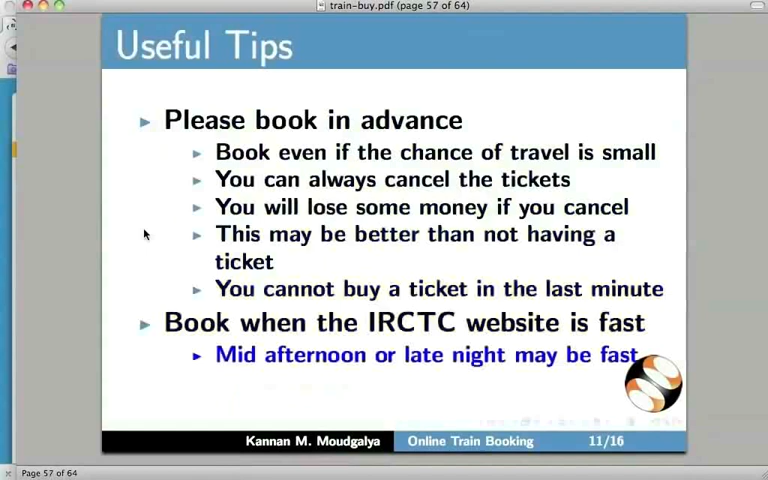 train-buy.pdf (page 57 of 64)
Useful Tips
Please book in advance
Book even if the chance of travel is small
You can always cancel the tickets
You will lose some money if you cancel
This may be better than not having a
ticket
You cannot buy a ticket in the last minute
Book when the IRCTC website is fast
Mid afternoon or late night may be fast
Kannan M. Moudgalya Online Train Booking 11/16
Page 57 of 64